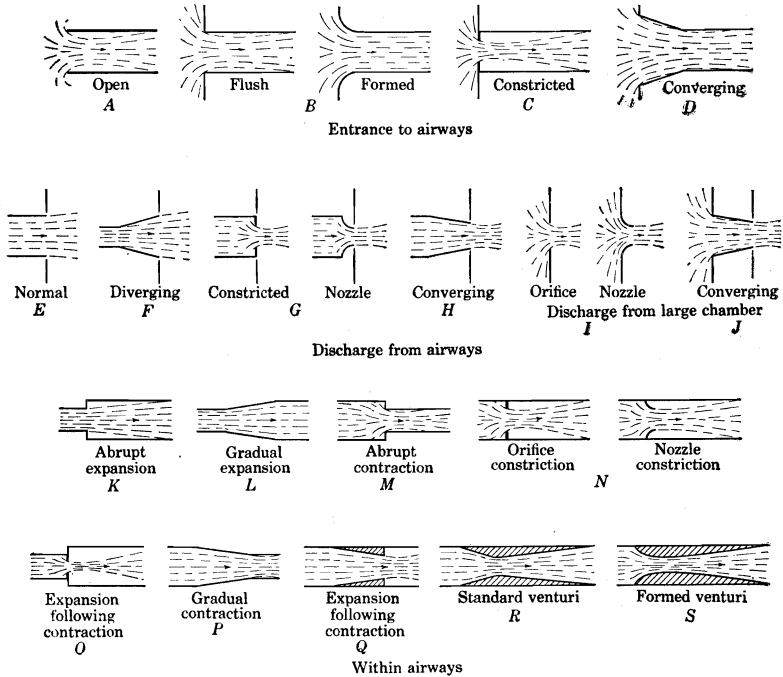 Open Flush Formed Constricted Converging
A B C D
Entrance to airways
Normal Diverging Constricted Nozzle Converging Orifice Nozzle Converging
E F G H Discharge from large chamber
I J
Discharge from airways
Abrupt expansion
K
Gradual expansion
L
Abrupt contraction
M
Orifice constriction
Nozzle constriction
N
Expansion
following
contraction
O
Gradual
contraction
P
Expansion
following
contraction
Q
Standard venturi
R
Formed venturi
S
Within airways